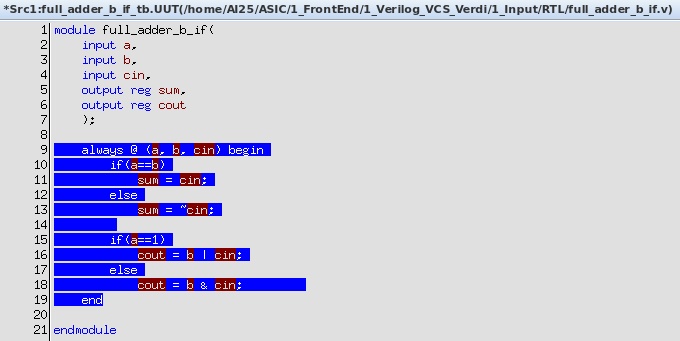 *Src1:full_adder_b_if_tb.UUT(/home/AI25/ASIC/1_FrontEnd/1_Verilog_VCS_Verdi/1_Input/RTL/full_adder_b_if.v)
1 module full_adder_b_if(
2     input a,
3     input b,
4     input cin,
5     output reg sum,
6     output reg cout
7     );
8
9     always @ (a, b, cin) begin
10         if(a==b)
11             sum = cin;
12         else
13             sum = ~cin;
14
15         if(a==1)
16             cout = b | cin;
17         else
18             cout = b & cin;
19     end
20
21 endmodule